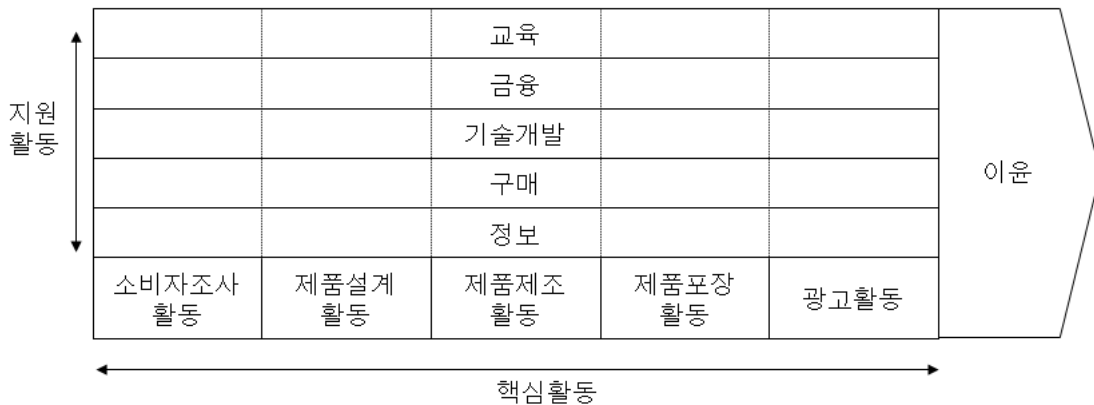 교육
금융
지원
활동
기술개발
이윤
구매
정보
소비자조사
활동
제품설계
활동
제품제조
활동
제품포장
활동
광고활동
핵심활동